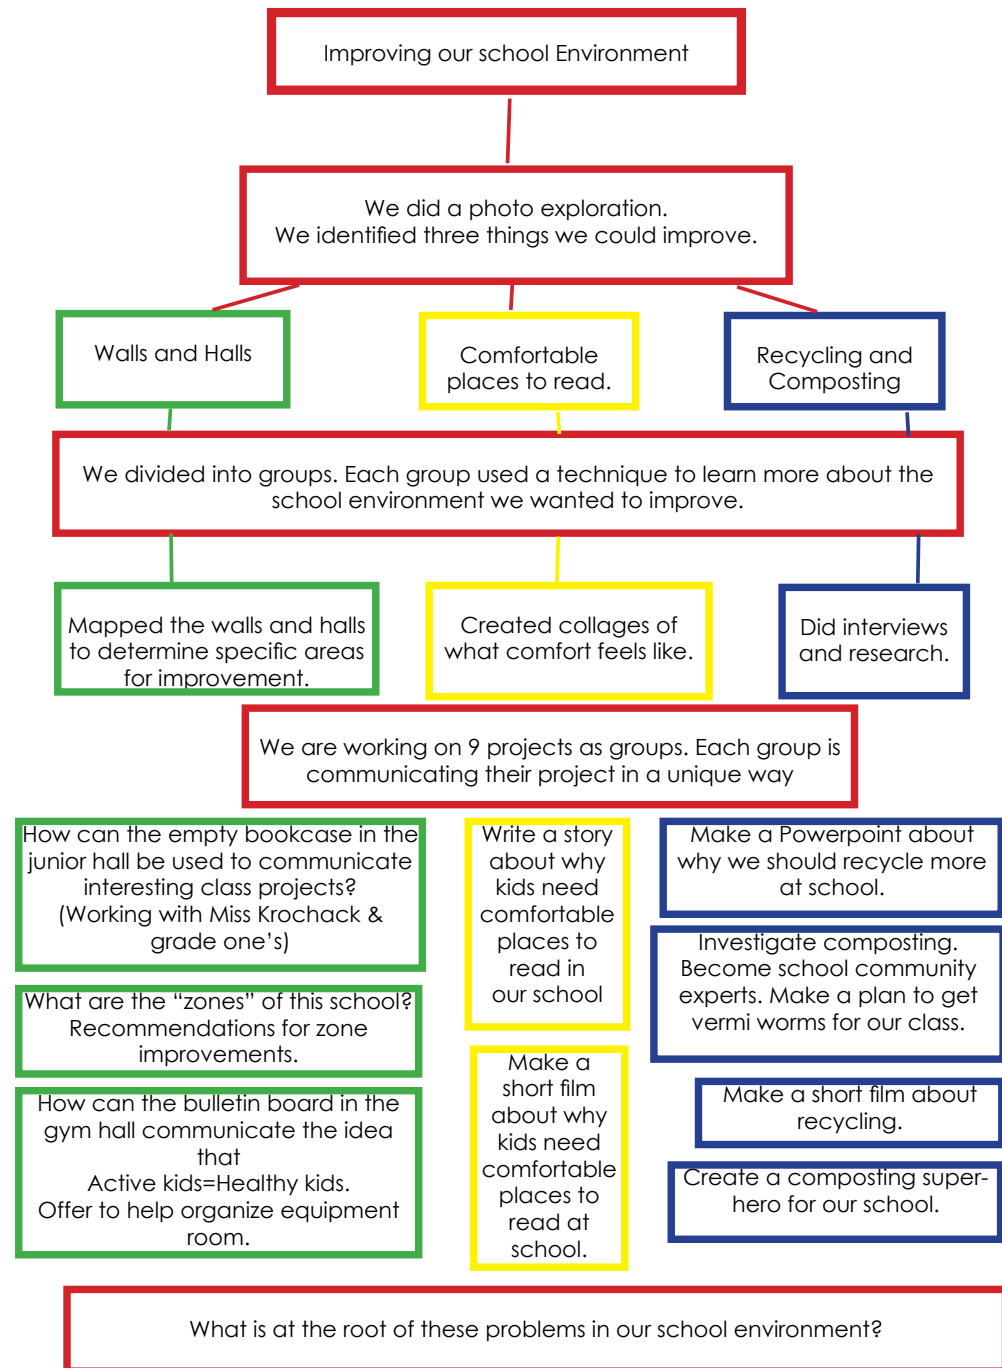 Improving our school Environment
We did a photo exploration.
We identified three things we could improve.
Walls and Halls
Comfortable
places to read.
Recycling and
Composting
We divided into groups. Each group used a technique to learn more about the
school environment we wanted to improve.
Mapped the walls and halls
to determine specific areas
for improvement.
Created collages of
what comfort feels like.
Did interviews
and research.
We are working on 9 projects as groups. Each group is
communicating their project in a unique way
How can the empty bookcase in the
junior hall be used to communicate
interesting class projects?
(Working with Miss Krochack &
grade one's)
What are the “zones” of this school?
Recommendations for zone
improvements.
How can the bulletin board in the
gym hall communicate the idea
that
Active kids=Healthy kids.
Offer to help organize equipment
room.
Write a story
about why
kids need
comfortable
places to
read in
our school
Make a
short film
about why
kids need
comfortable
places to
read at
school.
Make a Powerpoint about
why we should recycle more
at school.
Investigate composting.
Become school community
experts. Make a plan to get
vermi worms for our class.
Make a short film about
recycling.
Create a composting super-
hero for our school.
What is at the root of these problems in our school environment?